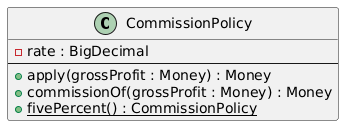 C CommissionPolicy
rate : BigDecimal
apply(grossProfit : Money) : Money
commissionOf(grossProfit : Money) : Money
fivePercent() : CommissionPolicy